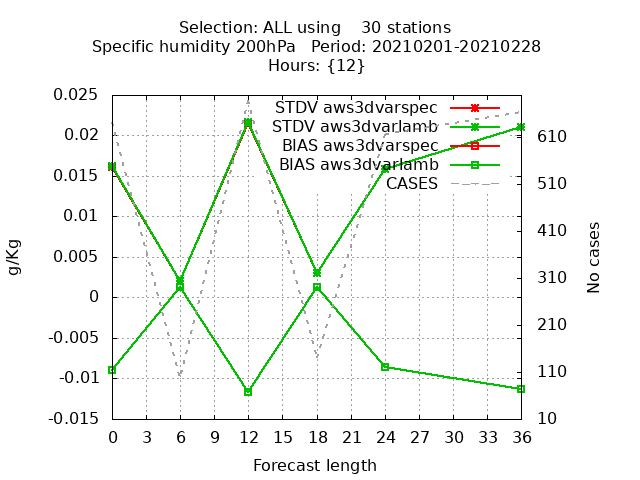 Selection: ALL using    30 stations
Specific humidity 200hPa   Period: 20210201-20210228
Hours: {12}
STDV aws3dvarspec
STDV aws3dvarlamb
BIAS aws3dvarspec
BIAS aws3dvarlamb
CASES
0.025
0.02
0.015
0.01
0.005
0
-0.005
-0.01
-0.015
g/Kg
610
510
410
310
210
110
10
No cases
0 3 6 9 12 15 18 21 24 27 30 33 36
Forecast length